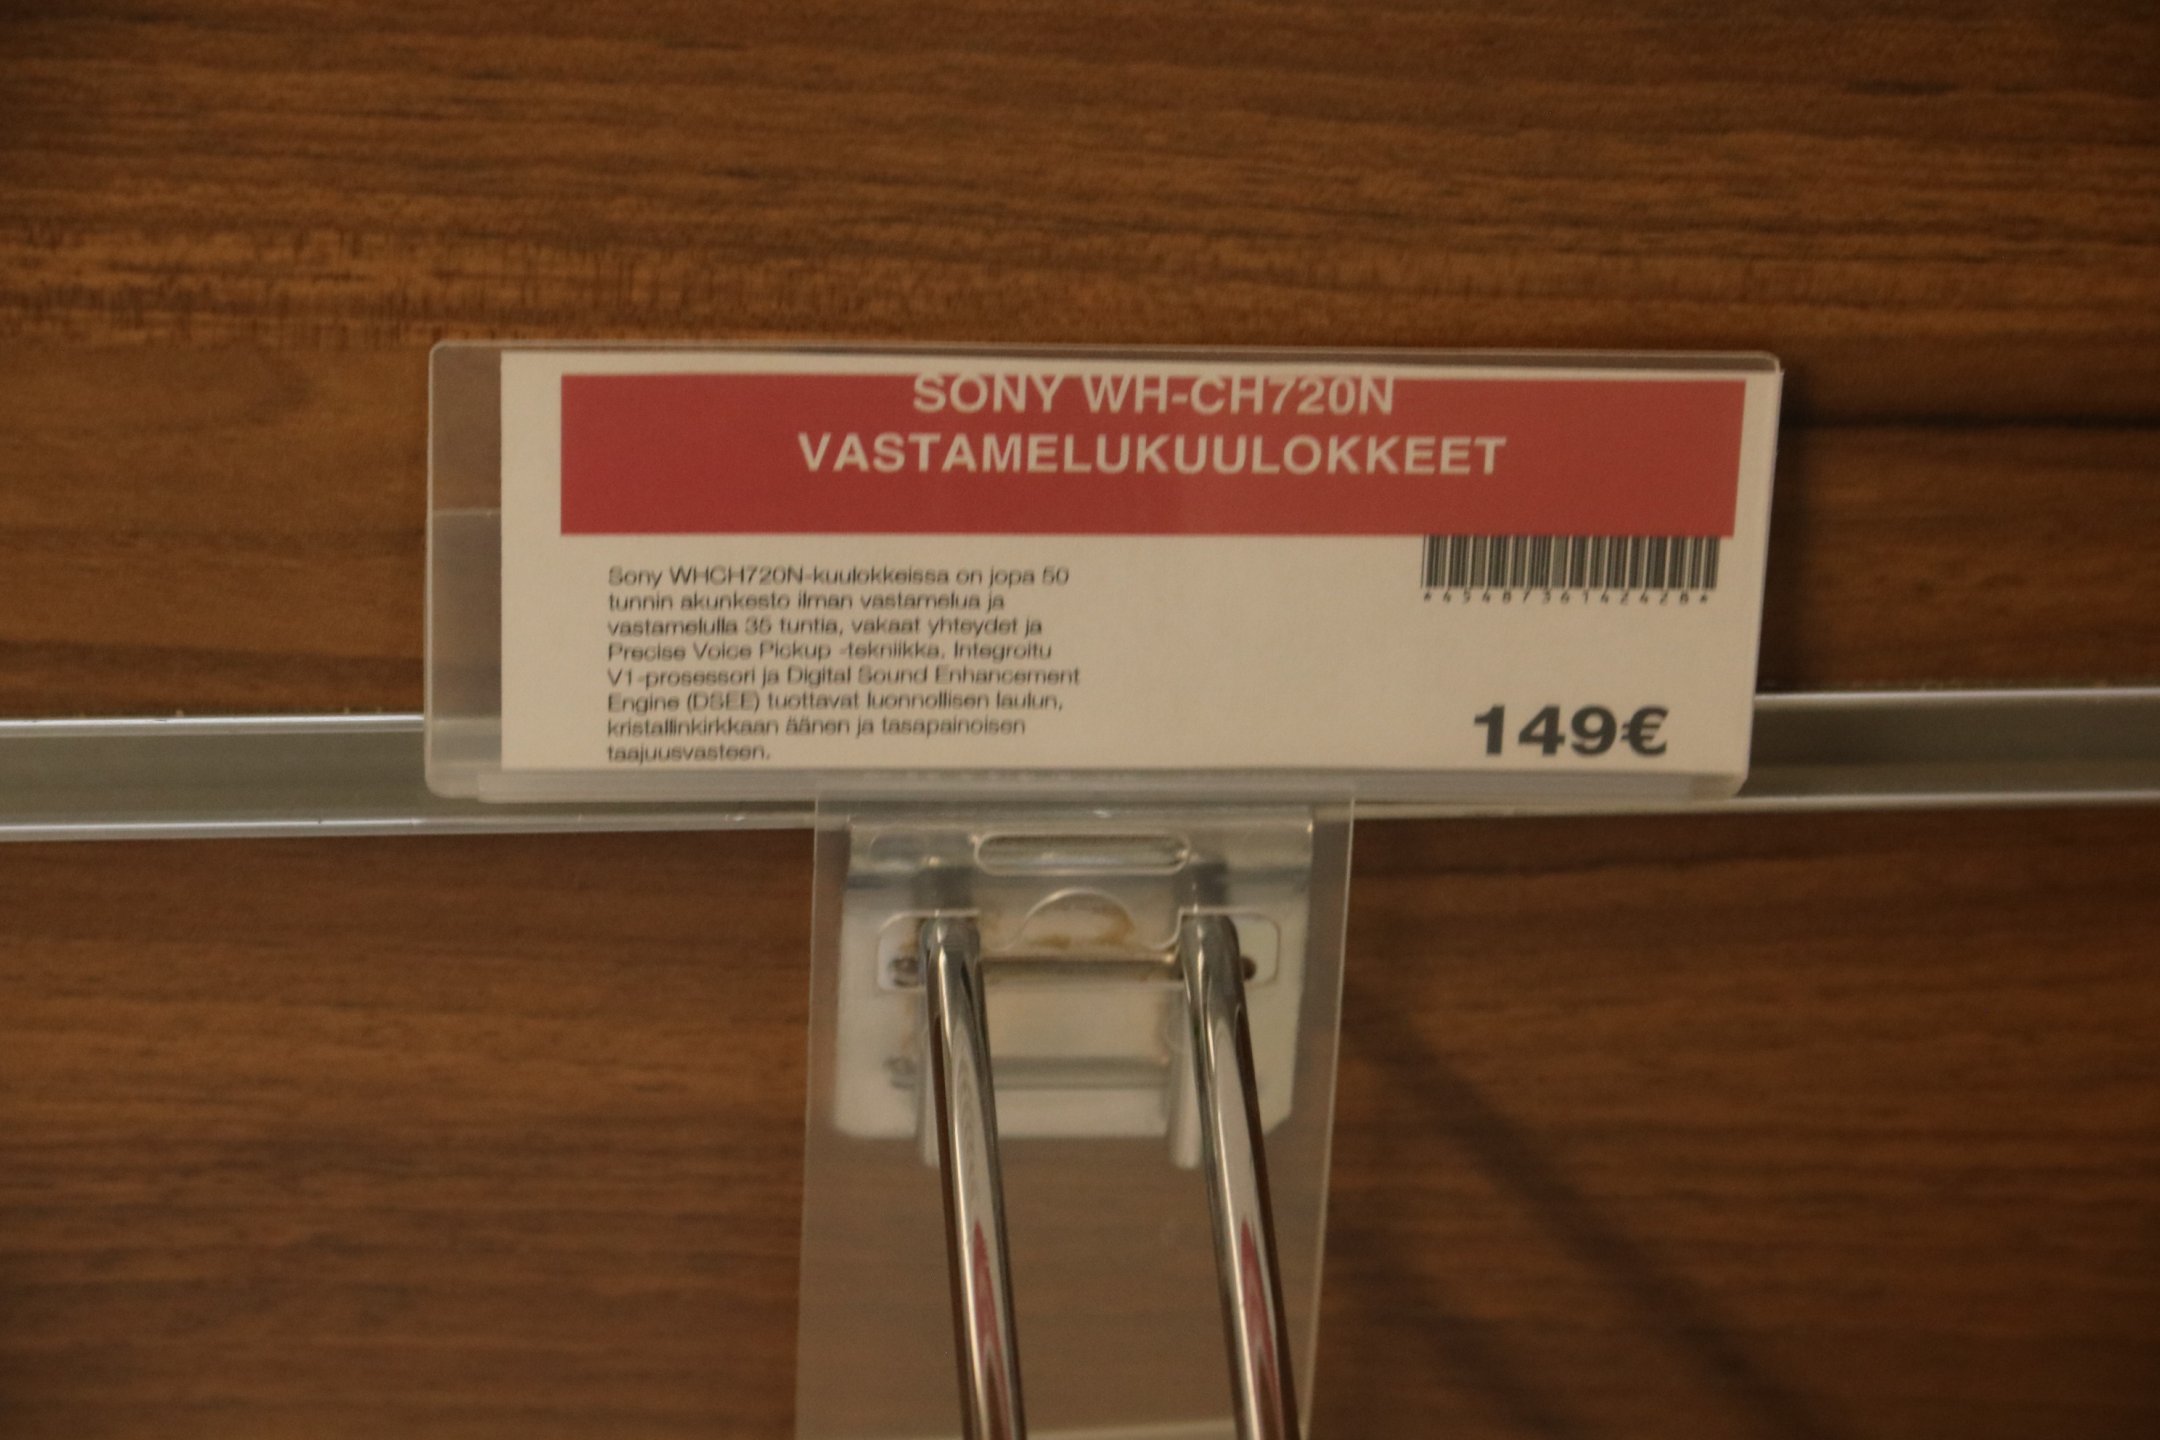 SONY WH-CH720N
VASTAMELUKUULOKKEET
Sony WHCH720N-kuulokkeissa on jopa 50
tunnin akunkesto ilman vastamelua ja
vastamelulla 35 tuntia, vakaat yhteydet ja
Precise Voice Pickup -tekniikka. Integroitu
V1-prosessori ja Digital Sound Enhancement
Engine (DSEE) tuottavat luonnollisen laulun,
kristallinkirkkaan äänen ja tasapainoisen
taajuusvasteen.
*4548736142428*
149€